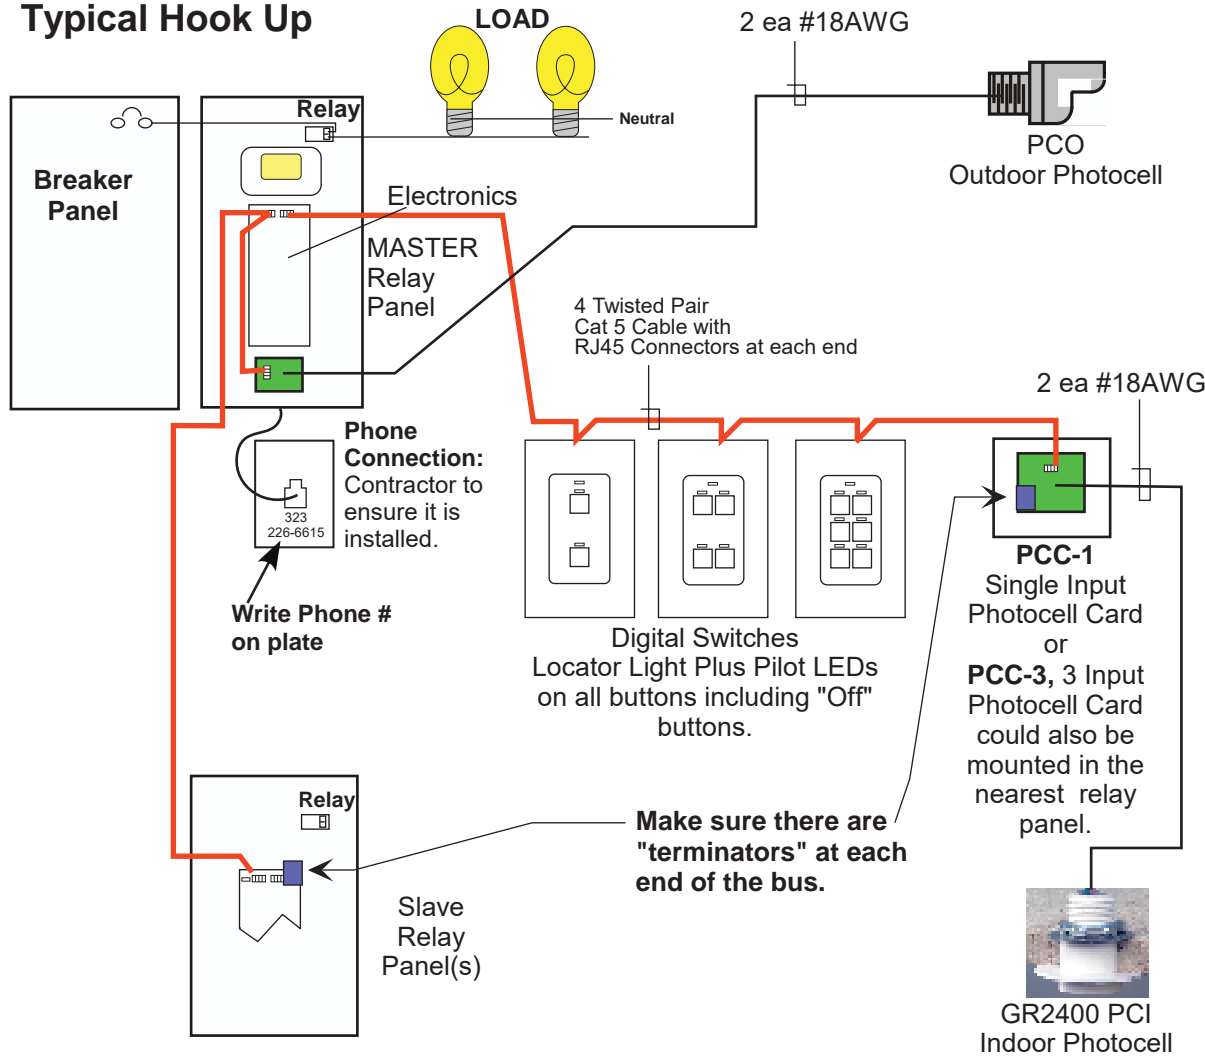 Typical Hook Up
LOAD
2 ea #18AWG
Relay
Neutral
PCO
Outdoor Photocell
Breaker
Panel
Electronics
MASTER
Relay
Panel
4 Twisted Pair
Cat 5 Cable with
RJ45 Connectors at each end
2 ea #18AWG
Phone
Connection:
Contractor to
ensure it is
installed.
323
226-6615
Write Phone #
on plate
Digital Switches
Locator Light Plus Pilot LEDs
on all buttons including "Off"
buttons.
PCC-1
Single Input
Photocell Card
or
PCC-3, 3 Input
Photocell Card
could also be
mounted in the
nearest relay
panel.
Relay
Make sure there are
"terminators" at each
end of the bus.
Slave
Relay
Panel(s)
GR2400 PCI
Indoor Photocell